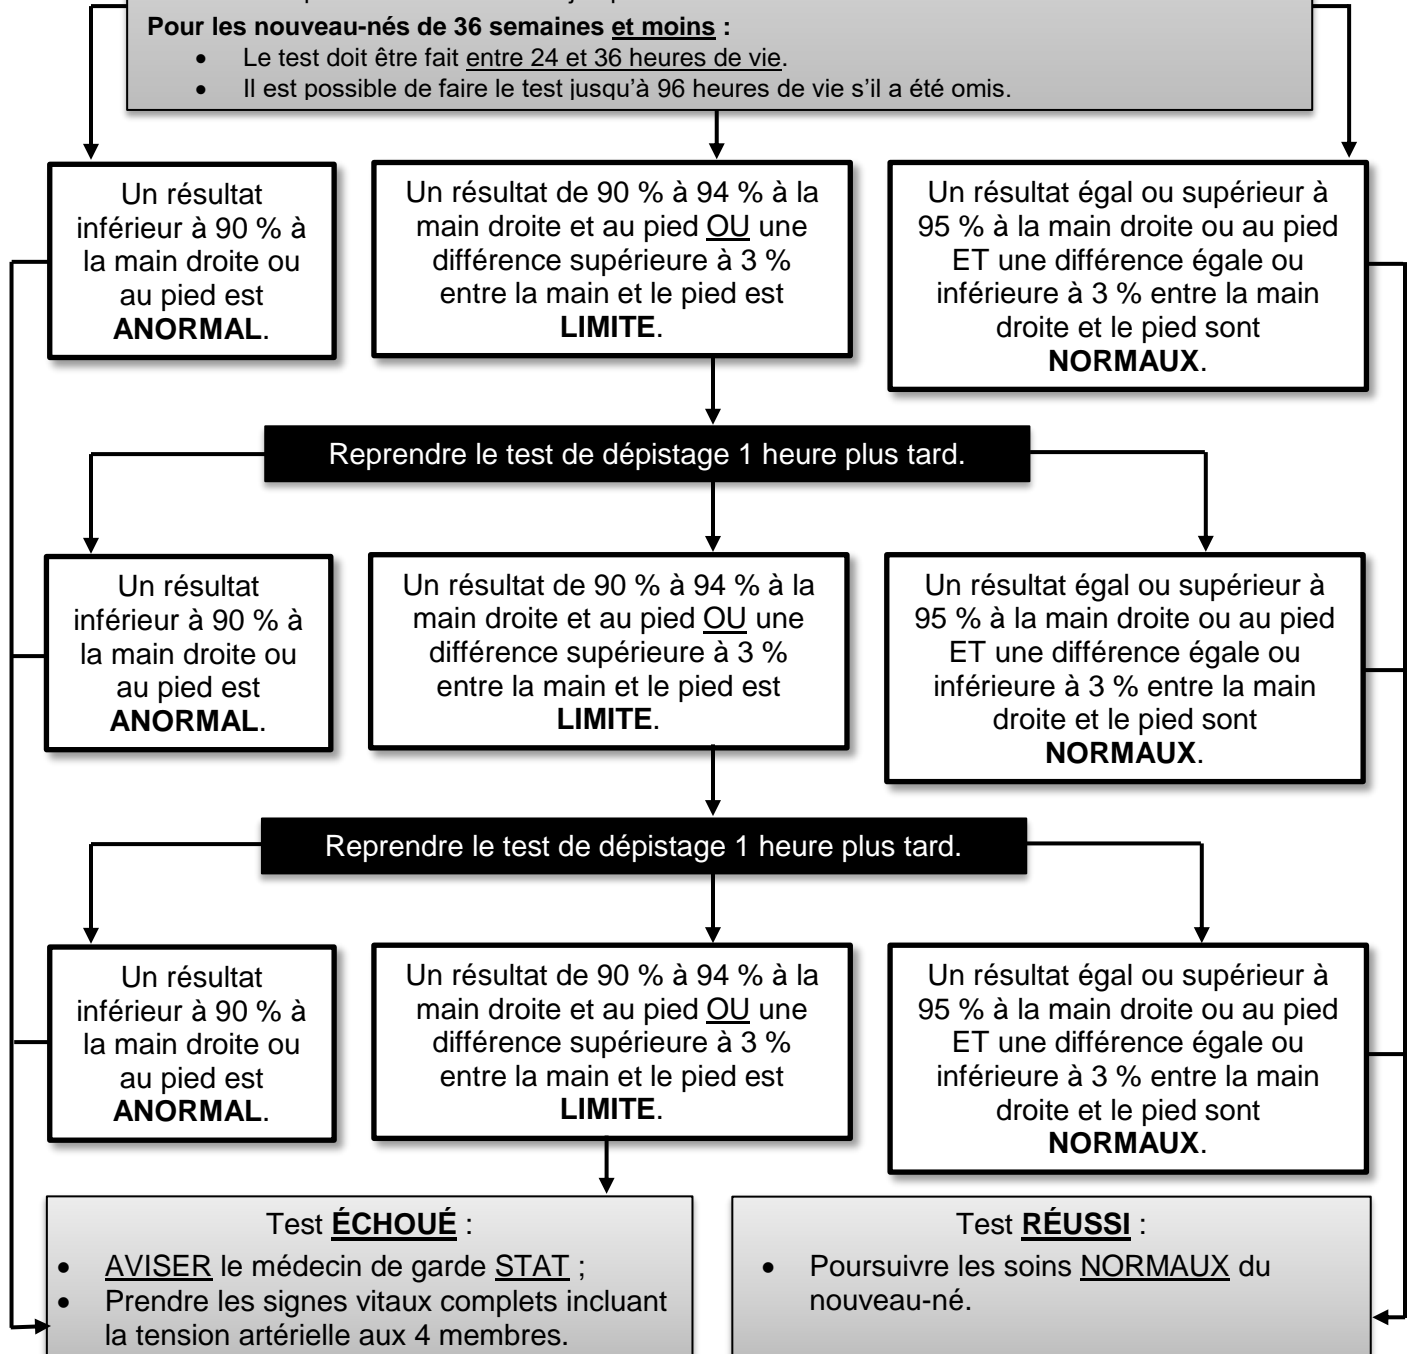 Pour les nouveau-nés de 36 semaines et moins :
• Le test doit être fait entre 24 et 36 heures de vie.
• Il est possible de faire le test jusqu'à 96 heures de vie s'il a été omis.
Un résultat
inférieur à 90 % à
la main droite ou
au pied est
ANORMAL.
Un résultat de 90 % à 94 % à la
main droite et au pied OU une
différence supérieure à 3 %
entre la main et le pied est
LIMITE.
Un résultat égal ou supérieur à
95 % à la main droite ou au pied
ET une différence égale ou
inférieure à 3 % entre la main
droite et le pied sont
NORMAUX.
Reprendre le test de dépistage 1 heure plus tard.
Un résultat
inférieur à 90 % à
la main droite ou
au pied est
ANORMAL.
Un résultat de 90 % à 94 % à la
main droite et au pied OU une
différence supérieure à 3 %
entre la main et le pied est
LIMITE.
Un résultat égal ou supérieur à
95 % à la main droite ou au pied
ET une différence égale ou
inférieure à 3 % entre la main
droite et le pied sont
NORMAUX.
Reprendre le test de dépistage 1 heure plus tard.
Un résultat
inférieur à 90 % à
la main droite ou
au pied est
ANORMAL.
Un résultat de 90 % à 94 % à la
main droite et au pied OU une
différence supérieure à 3 %
entre la main et le pied est
LIMITE.
Un résultat égal ou supérieur à
95 % à la main droite ou au pied
ET une différence égale ou
inférieure à 3 % entre la main
droite et le pied sont
NORMAUX.
Test ÉCHOUÉ :
• AVISER le médecin de garde STAT ;
• Prendre les signes vitaux complets incluant
la tension artérielle aux 4 membres.
Test RÉUSSI :
• Poursuivre les soins NORMAUX du
nouveau-né.